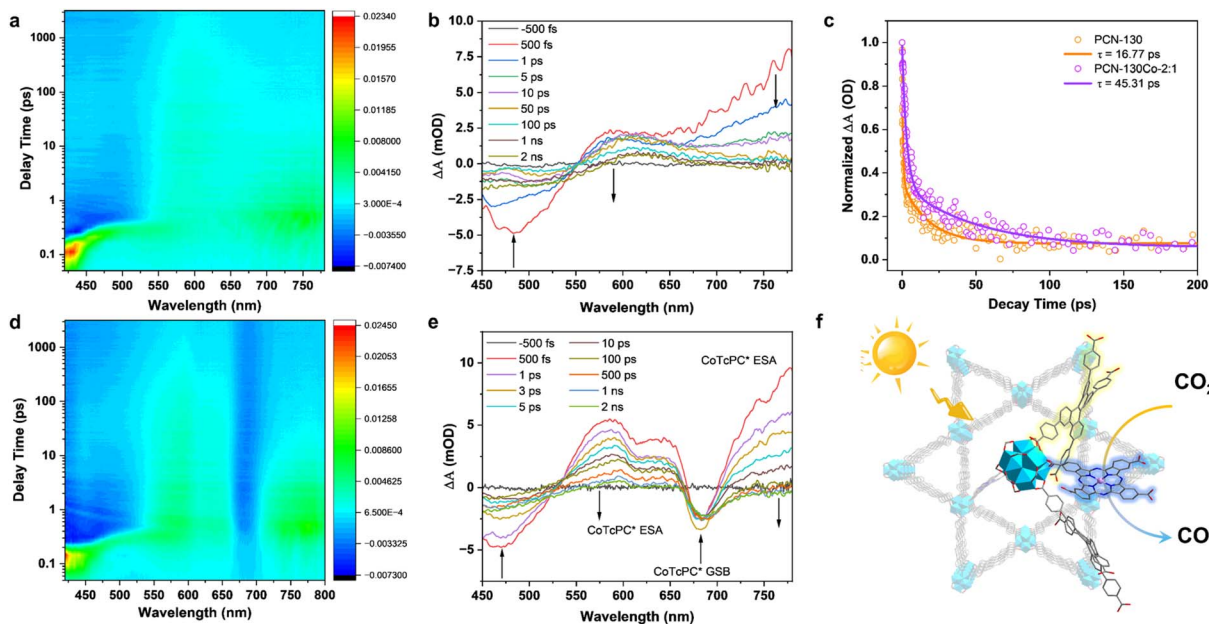 a
3000
1000
100
10
1
0.1
Delay Time (ps)
450 500 550 600 650 700 750
Wavelength (nm)
0.02340
0.01955
0.01570
0.01185
0.008000
0.004150
3.000E-4
-0.003550
-0.007400
b
10.0
7.5
5.0
2.5
0.0
-2.5
-5.0
-7.5
ΔA (mOD)
-500 fs
500 fs
1 ps
5 ps
10 ps
50 ps
100 ps
1 ns
2 ns
450 500 550 600 650 700 750
Wavelength (nm)
c
1.0
0.8
0.6
0.4
0.2
0.0
Normalized ΔA (OD)
PCN-130
τ = 16.77 ps
PCN-130Co-2:1
τ = 45.31 ps
0 50 100 150 200
Decay Time (ps)
d
1000
100
10
1
0.1
Delay Time (ps)
450 500 550 600 650 700 750 800
Wavelength (nm)
0.02450
0.02053
0.01655
0.01258
0.008600
0.004625
6.500E-4
-0.003325
-0.007300
e
10
5
0
-5
ΔA (mOD)
-500 fs 10 ps
500 fs 100 ps
1 ps 500 ps
3 ps 1 ns
5 ps 2 ns
CoTcPC* ESA
CoTcPC* ESA
CoTcPC* GSB
450 500 550 600 650 700 750
Wavelength (nm)
f
CO₂
CO